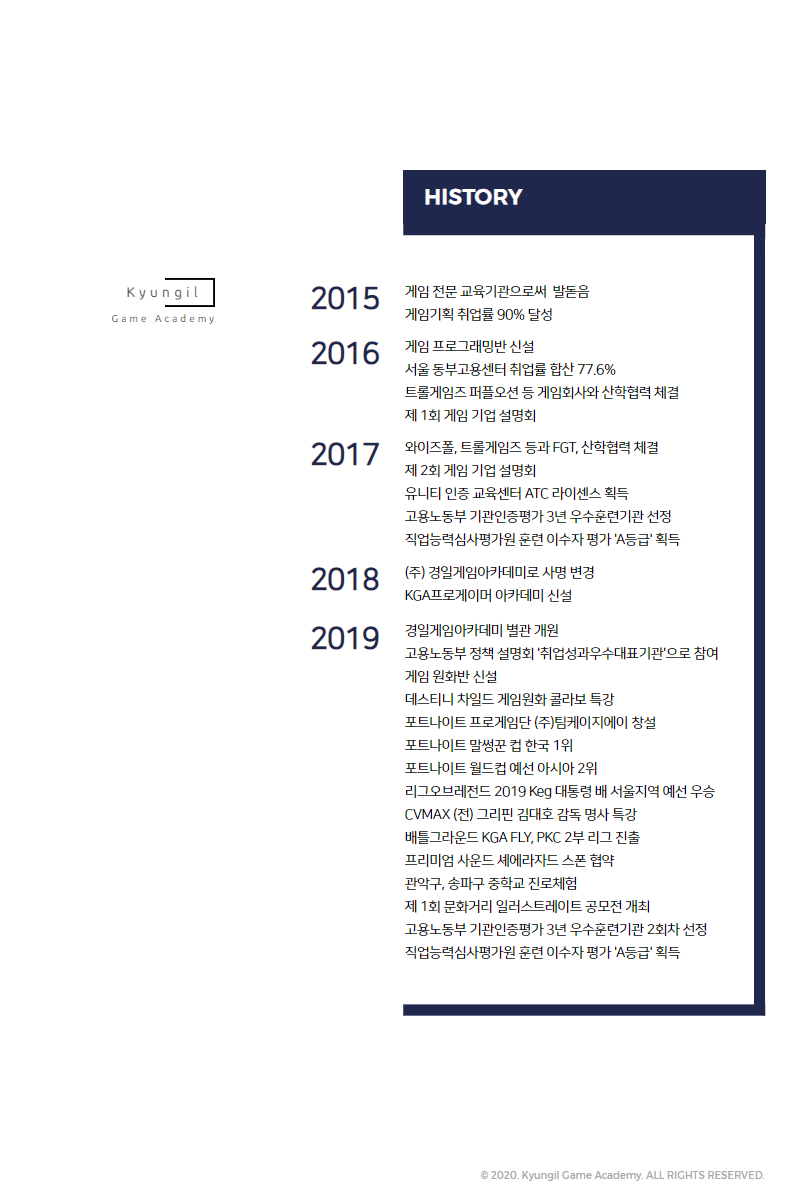 HISTORY
Kyungil
Game Academy
2015
게임 전문 교육기관으로써 발돋음
게임기획 취업률 90% 달성
2016
게임 프로그래밍반 신설
서울 동부고용센터 취업률 합산 77.6%
트롤게임즈 퍼플오션 등 게임회사와 산학협력 체결
제 1회 게임 기업 설명회
2017
와이즈폴, 트롤게임즈 등과 FGT, 산학협력 체결
제 2회 게임 기업 설명회
유니티 인증 교육센터 ATC 라이센스 획득
고용노동부 기관인증평가 3년 우수훈련기관 선정
직업능력심사평가원 훈련 이수자 평가 'A등급' 획득
2018
(주) 경일게임아카데미로 사명 변경
KGA프로게이머 아카데미 신설
2019
경일게임아카데미 별관 개원
고용노동부 정책 설명회 '취업성과우수대표기관'으로 참여
게임 원화반 신설
데스티니 차일드 게임원화 콜라보 특강
포트나이트 프로게임단 (주)팀케이지에이 창설
포트나이트 말썽꾼 컵 한국 1위
포트나이트 월드컵 예선 아시아 2위
리그오브레전드 2019 Keg 대통령 배 서울지역 예선 우승
CVMAX (전) 그리핀 김대호 감독 명사 특강
배틀그라운드 KGA FLY, PKC 2부 리그 진출
프리미엄 사운드 셰에라자드 스폰 협약
관악구, 송파구 중학교 진로체험
제 1회 문화거리 일러스트레이트 공모전 개최
고용노동부 기관인증평가 3년 우수훈련기관 2회차 선정
직업능력심사평가원 훈련 이수자 평가 'A등급' 획득
© 2020. Kyungil Game Academy. ALL RIGHTS RESERVED.